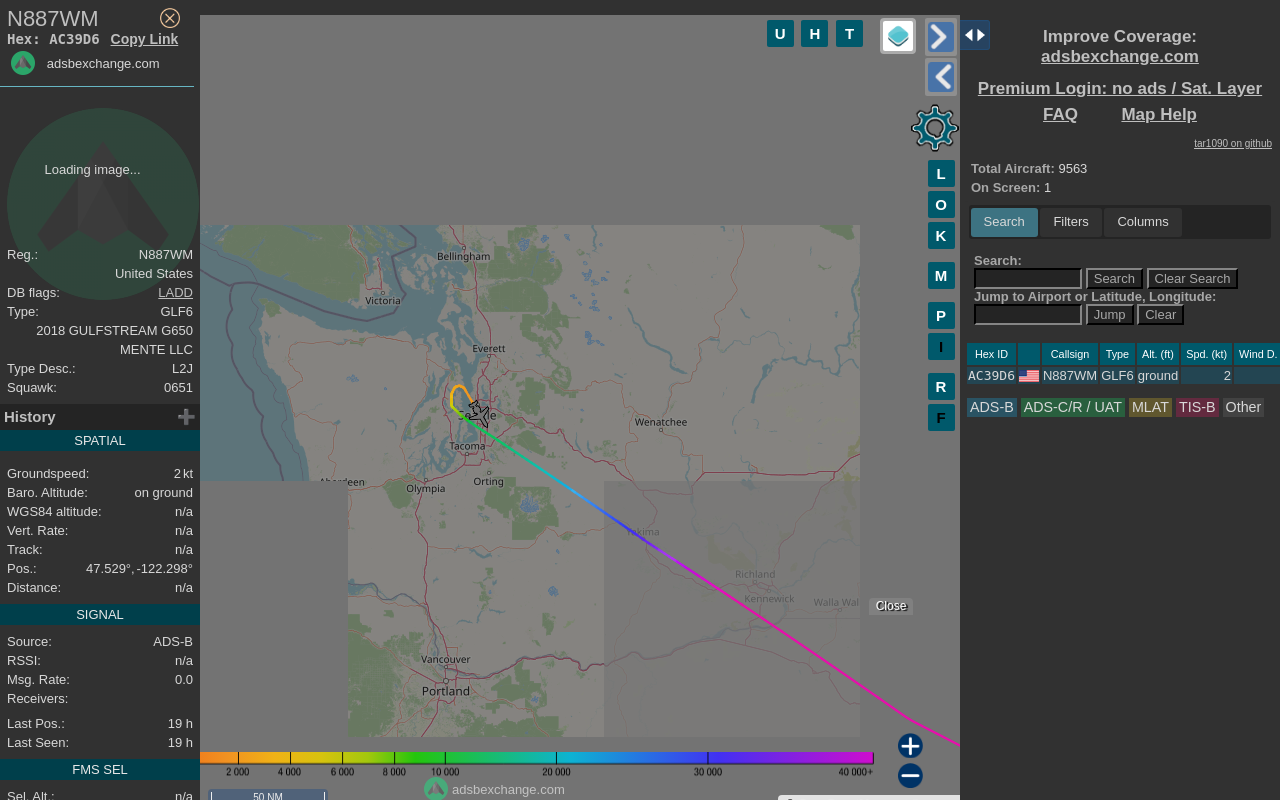 N887WM
Hex: AC39D6 Copy Link
adsbexchange.com
Loading image...
Reg.: N887WM
United States
DB flags: LADD
Type: GLF6
2018 GULFSTREAM G650
MENTE LLC
Type Desc.: L2J
Squawk: 0651
History
SPATIAL
Groundspeed: 2 kt
Baro. Altitude: on ground
WGS84 altitude: n/a
Vert. Rate: n/a
Track: n/a
Pos.: 47.529°, -122.298°
Distance: n/a
SIGNAL
Source: ADS-B
RSSI: n/a
Msg. Rate: 0.0
Receivers:
Last Pos.: 19 h
Last Seen: 19 h
FMS SEL
Sel. Alt.: n/a
U H T
L
O
K
M
P
I
R
F
Bellingham
Victoria
Everett
Wenatchee
Tacoma
Aberdeen
Olympia
Orting
Yakima
Richland
Kennewick
Walla Wal
Close
Vancouver
Portland
2 000 4 000 6 000 8 000 10 000 20 000 30 000 40 000+
adsbexchange.com
50 NM
Improve Coverage:
adsbexchange.com
Premium Login: no ads / Sat. Layer
FAQ Map Help
tar1090 on github
Total Aircraft: 9563
On Screen: 1
Search Filters Columns
Search:
Search Clear Search
Jump to Airport or Latitude, Longitude:
Jump Clear
Hex ID Callsign Type Alt. (ft) Spd. (kt) Wind D.
AC39D6 N887WM GLF6 ground 2
ADS-B ADS-C/R / UAT MLAT TIS-B Other